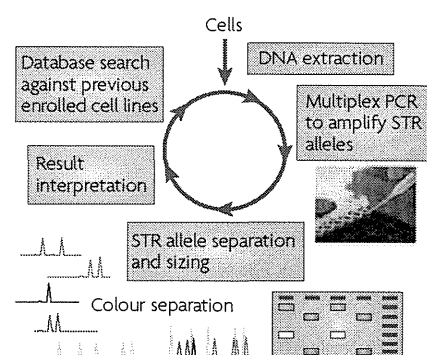 Cells
DNA extraction
Database search
against previous
enrolled cell lines
Multiplex PCR
to amplify STR
alleles
Result
interpretation
STR allele separation
and sizing
Colour separation